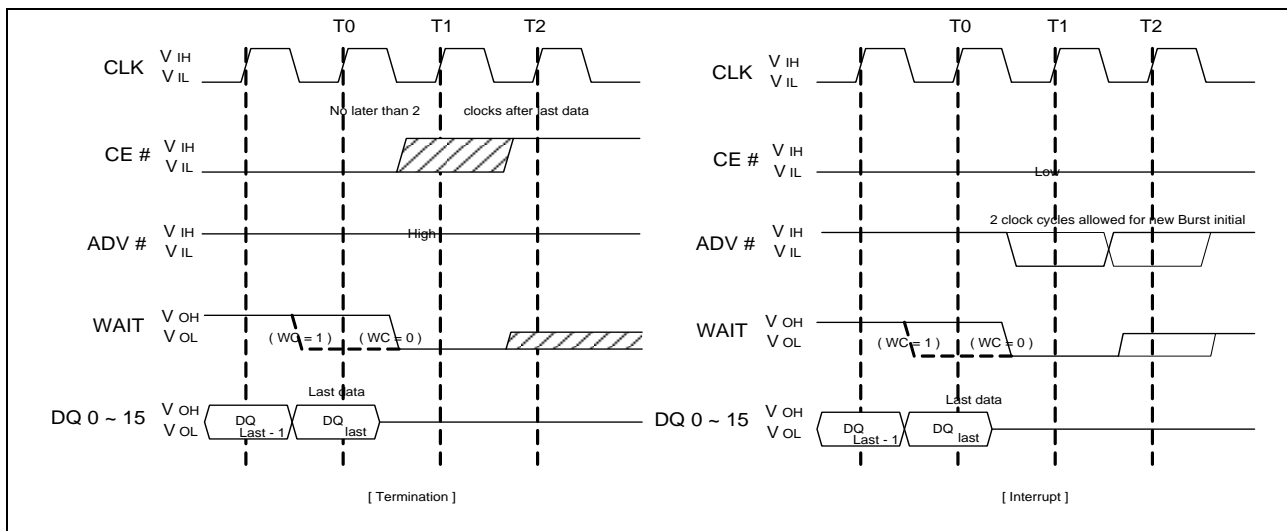 T0 T1 T2
CLK V IH
V IL
No later than 2 clocks after last data
CE # V IH
V IL
ADV # V IH
V IL
High
WAIT V OH
V OL
( WC = 1 ) ( WC = 0 )
Last data
DQ 0 ~ 15 V OH
V OL
DQ Last - 1
DQ last
[ Termination ]
T0 T1 T2
CLK V IH
V IL
CE # V IH
V IL
Low
2 clock cycles allowed for new Burst initial
ADV # V IH
V IL
WAIT V OH
V OL
( WC = 1 ) ( WC = 0 )
Last data
DQ 0 ~ 15 V OH
V OL
DQ Last - 1
DQ last
[ Interrupt ]